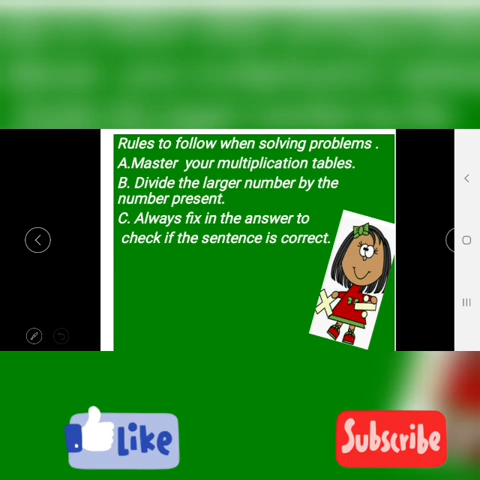 Rules to follow when solving problems .
A.Master your multiplication tables.
B. Divide the larger number by the
number present.
C. Always fix in the answer to
check if the sentence is correct.
Like
Subscribe